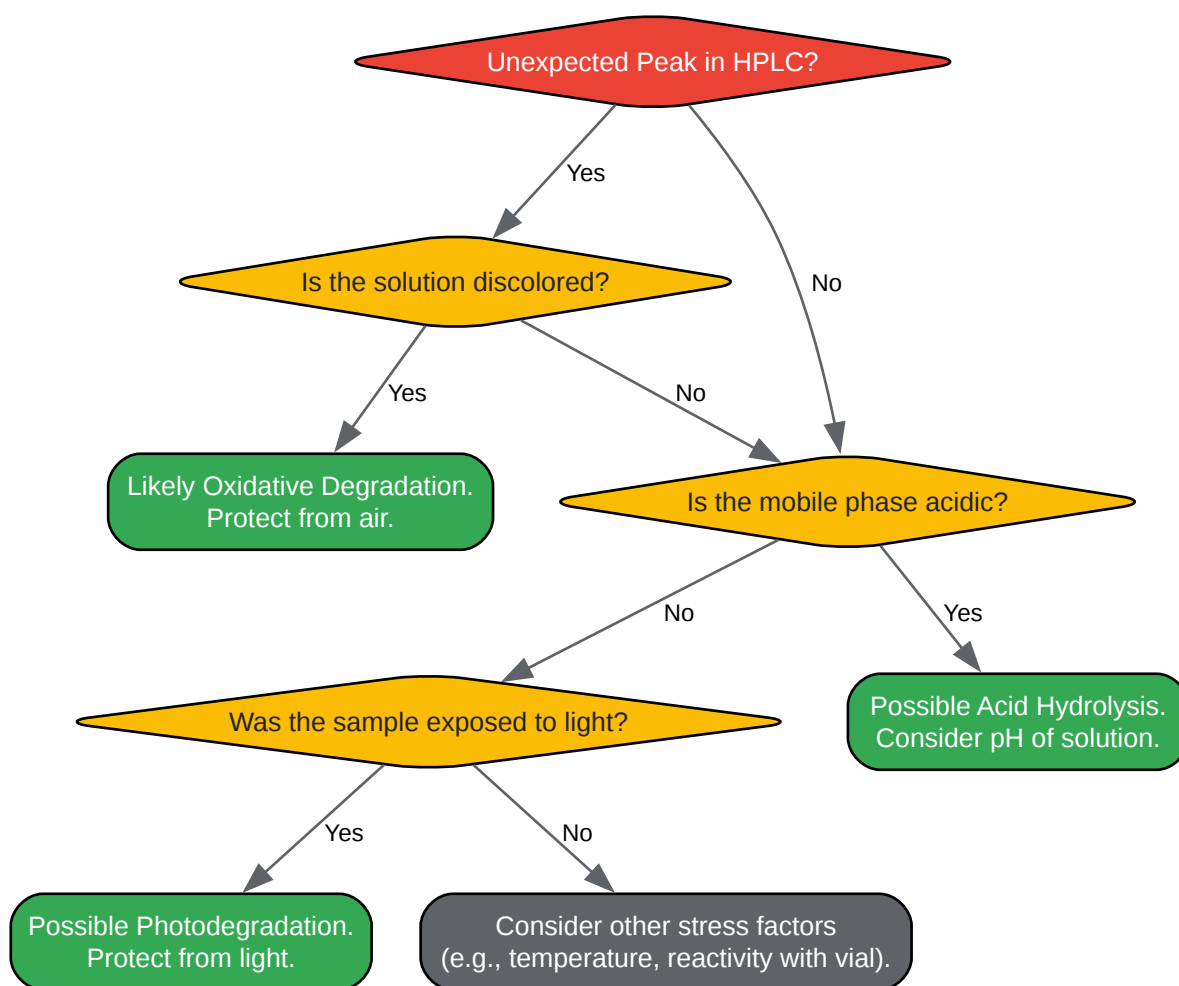 Unexpected Peak in HPLC?
Yes
Is the solution discolored?
No
Yes
No
Likely Oxidative Degradation.
Protect from air.
Is the mobile phase acidic?
No
Yes
Was the sample exposed to light?
Possible Acid Hydrolysis.
Consider pH of solution.
Yes
No
Possible Photodegradation.
Protect from light.
Consider other stress factors
(e.g., temperature, reactivity with vial).